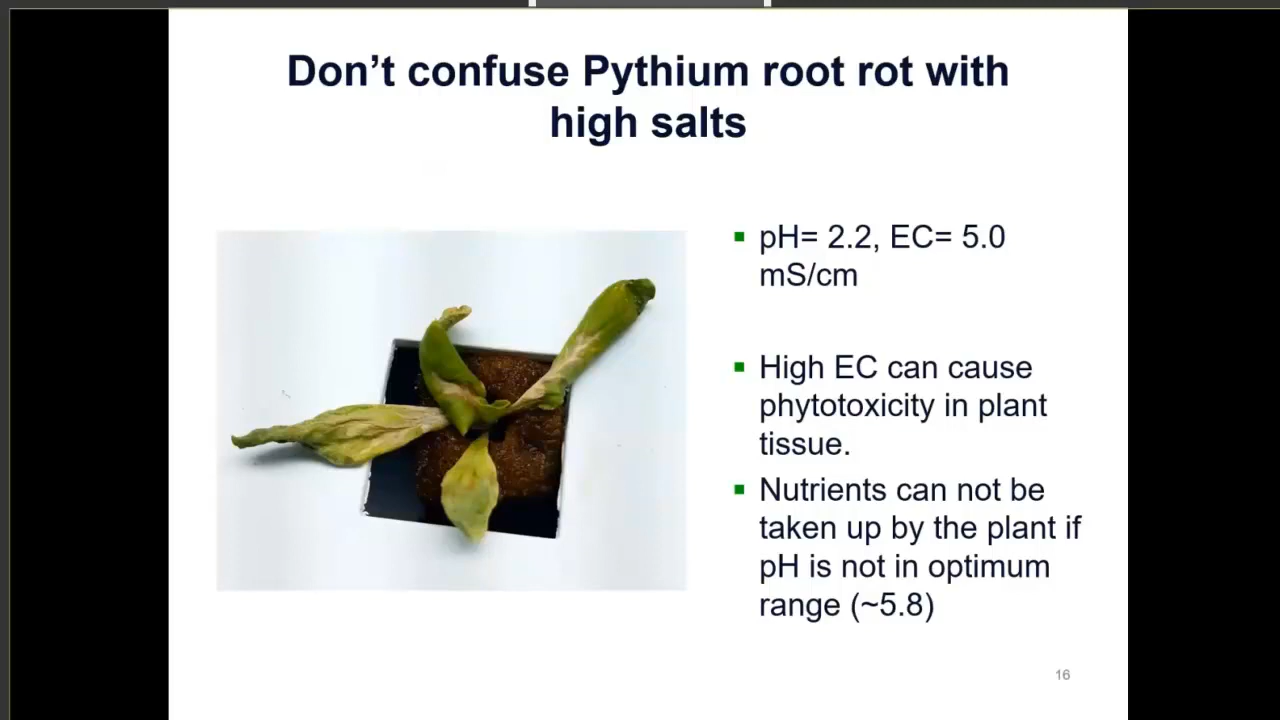 Don’t confuse Pythium root rot with
high salts
pH= 2.2, EC= 5.0
mS/cm
High EC can cause
phytotoxicity in plant
tissue.
Nutrients can not be
taken up by the plant if
pH is not in optimum
range (~5.8)
16